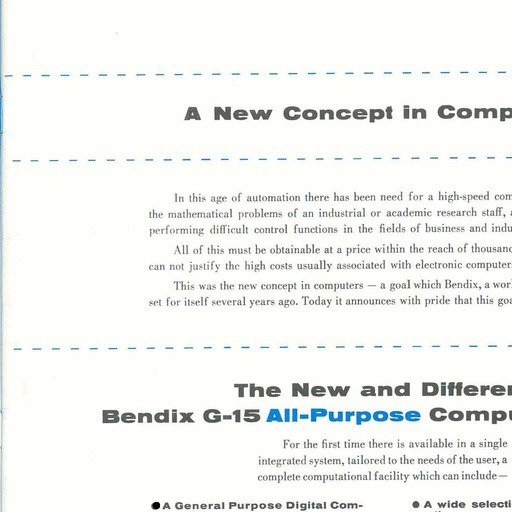 A New Concept in Comp
In this age of automation there has been need for a high-speed com
the mathematical problems of an industrial or academic research staff, a
performing difficult control functions in the fields of business and indu
All of this must be obtainable at a price within the reach of thousand
can not justify the high costs usually associated with electronic computer
This was the new concept in computers — a goal which Bendix, a worl
set for itself several years ago. Today it announces with pride that this goa
The New and Differen
Bendix G-15 All-Purpose Compu
For the first time there is available in a single
integrated system, tailored to the needs of the user, a
complete computational facility which can include —
● A General Purpose Digital Com-
● A wide selecti